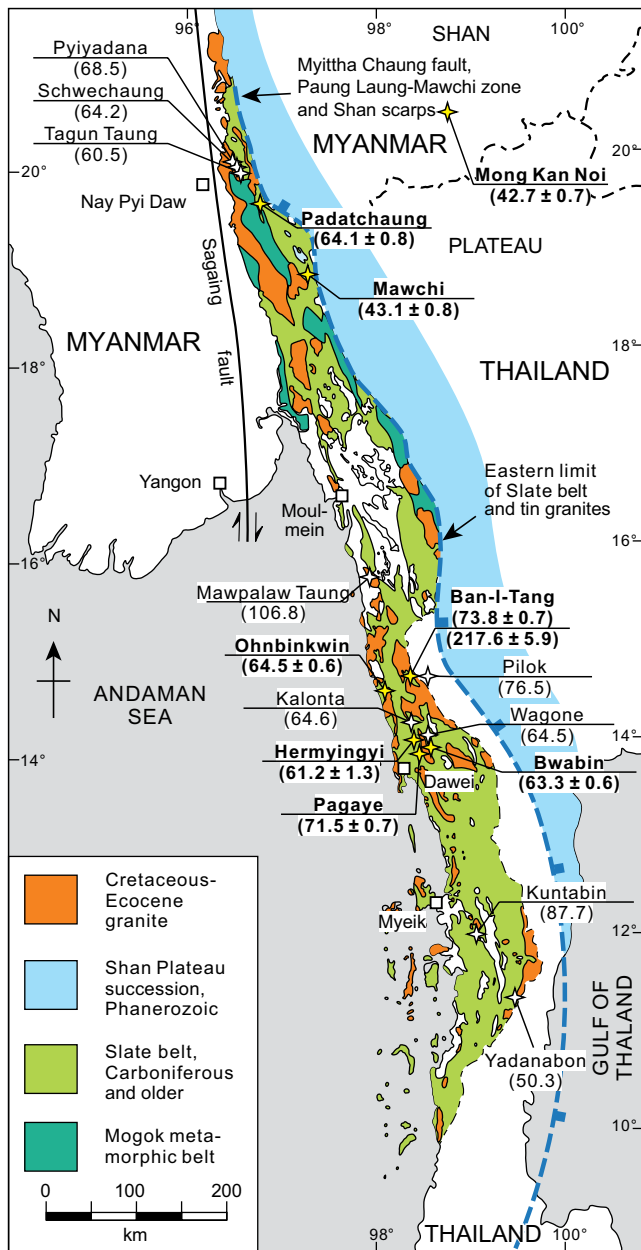 96°
98°
100°
SHAN
Pyiyadana
(68.5)
Schwechaung
(64.2)
Tagun Taung
(60.5)
Myittha Chaung fault,
Paung Laung-Mawchi zone
and Shan scarps
MYANMAR
20°
20°
Mong Kan Noi
(42.7 ± 0.7)
Nay Pyi Daw
Padatchaung
(64.1 ± 0.8)
PLATEAU
Sagaing
fault
Mawchi
(43.1 ± 0.8)
MYANMAR
18°
18°
THAILAND
Yangon
Moul-
mein
Eastern limit
of Slate belt
and tin granites
16°
16°
Mawpalaw Taung
(106.8)
Ban-I-Tang
(73.8 ± 0.7)
(217.6 ± 5.9)
N
Ohnbinkwin
(64.5 ± 0.6)
Pilok
(76.5)
ANDAMAN
SEA
Kalonta
(64.6)
Wagone
(64.5)
14°
14°
Hermyingyi
(61.2 ± 1.3)
Bwabin
(63.3 ± 0.6)
Dawei
Pagaye
(71.5 ± 0.7)
Cretaceous-
Eocene
granite
Myeik
Kuntabin
(87.7)
12°
Shan Plateau
succession,
Phanerozoic
GULF OF
THALAND
Slate belt,
Carboniferous
and older
Yadanabon
(50.3)
10°
Mogok meta-
morphic belt
0 100 200
km
98°
THAILAND
100°